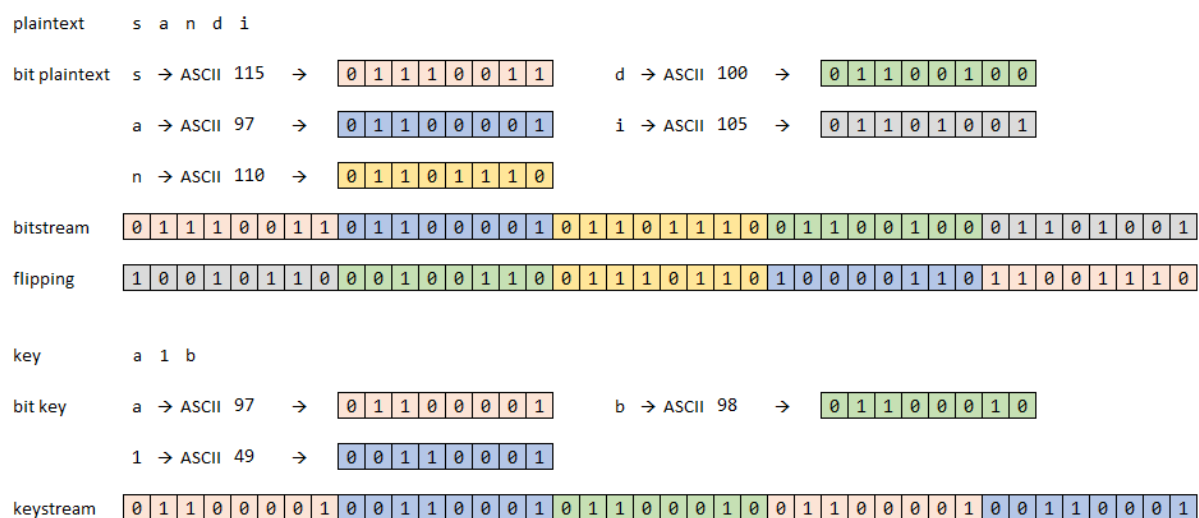 plaintext s a n d i
bit plaintext s → ASCII 115 → 0 1 1 1 0 0 1 1 d → ASCII 100 → 0 1 1 0 0 1 0 0
a → ASCII 97 → 0 1 1 0 0 0 0 1 i → ASCII 105 → 0 1 1 0 1 0 0 1
n → ASCII 110 → 0 1 1 0 1 1 1 0
bitstream 0 1 1 1 0 0 1 1 0 1 1 0 0 0 0 1 0 1 1 0 1 1 1 0 0 1 1 0 0 1 0 0 0 1 1 0 1 0 0 1
flipping 1 0 0 1 0 1 1 0 0 0 1 0 0 1 1 0 0 1 1 1 0 1 1 0 1 0 0 0 0 1 1 0 1 1 0 0 1 1 1 0
key a 1 b
bit key a → ASCII 97 → 0 1 1 0 0 0 0 1 b → ASCII 98 → 0 1 1 0 0 0 1 0
1 → ASCII 49 → 0 0 1 1 0 0 0 1
keystream 0 1 1 0 0 0 0 1 0 0 1 1 0 0 0 1 0 1 1 0 0 0 1 0 0 1 1 0 0 0 0 1 0 0 1 1 0 0 0 1